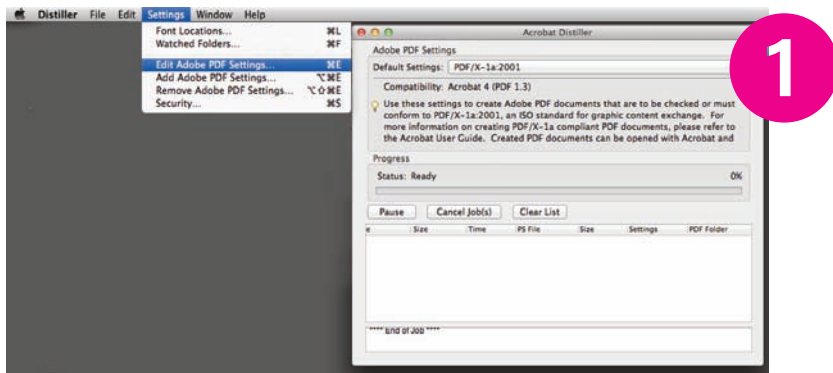 Distiller File Edit Settings Window Help
Font Locations... ⌘L
Watched Folders... ⌘F
Edit Adobe PDF Settings... ⌘E
Add Adobe PDF Settings... ⌥⌘E
Remove Adobe PDF Settings... ⌥⇧⌘E
Security... ⌘S
Acrobat Distiller
1
Adobe PDF Settings
Default Settings: PDF/X-1a:2001
Compatibility: Acrobat 4 (PDF 1.3)
Use these settings to create Adobe PDF documents that are to be checked or must
conform to PDF/X-1a:2001, an ISO standard for graphic content exchange. For
more information on creating PDF/X-1a compliant PDF documents, please refer to
the Acrobat User Guide. Created PDF documents can be opened with Acrobat and
Progress
Status: Ready 0%
Pause Cancel Job(s) Clear List
e Size Time PS File Size Settings PDF Folder
**** End of Job ****